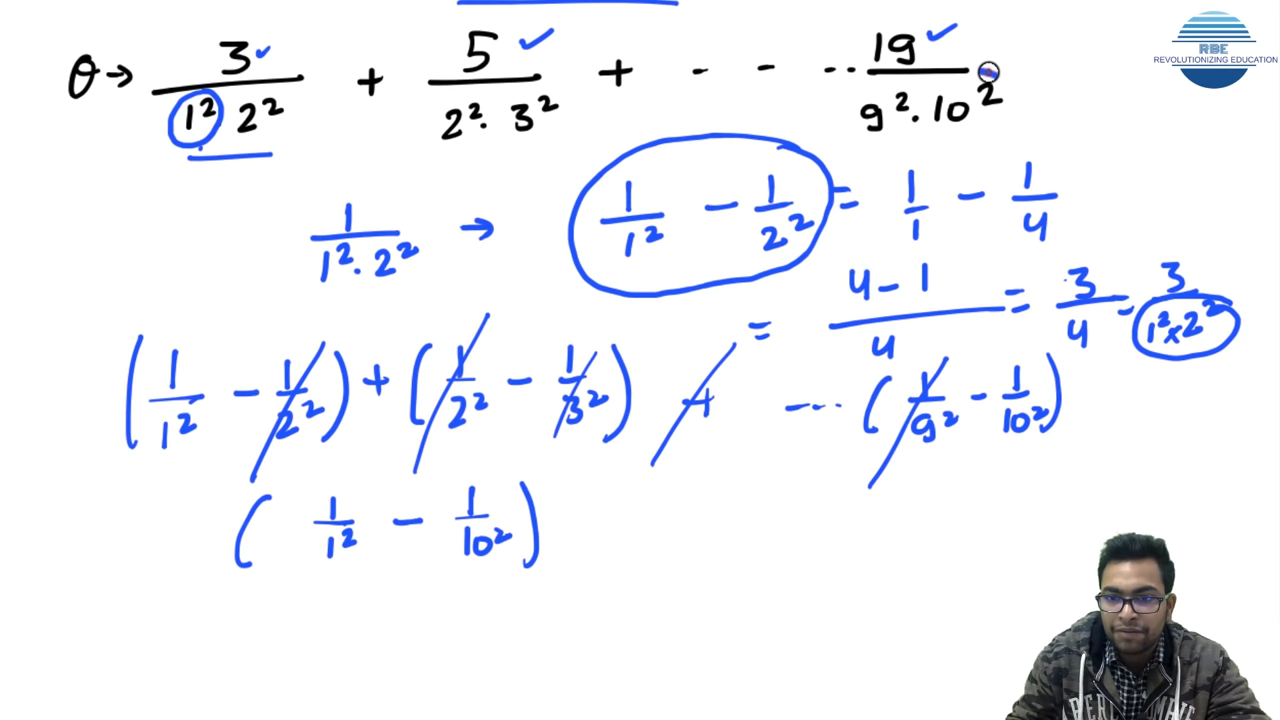 RBE
REVOLUTIONIZING EDUCATION
θ→ 3/(1² 2²) + 5/(2². 3²) + - - -- 19/(9². 10²)
1/(1². 2²) → 1/1² - 1/2² = 1/1 - 1/4
= (4-1)/4 = 3/4 = 3/(1²x2²)
(1/1² - 1/2²) + (1/2² - 1/3²) + ---- (1/9² - 1/10²)
(1/1² - 1/10²)